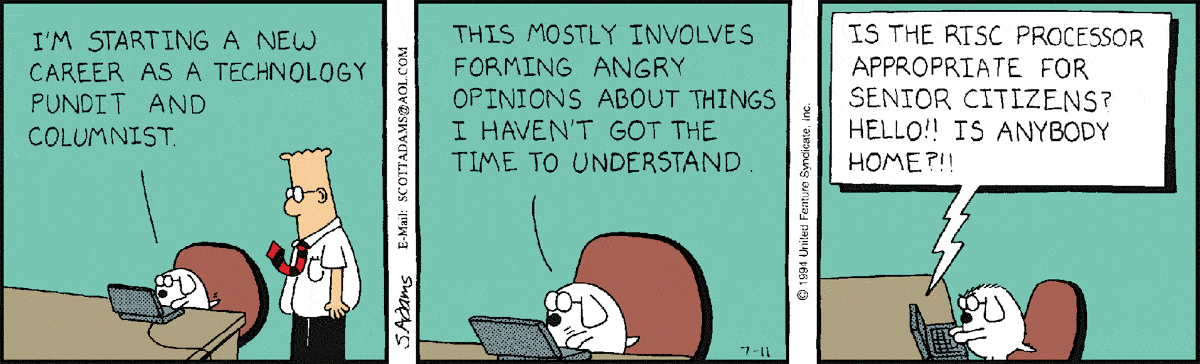 I'M STARTING A NEW
CAREER AS A TECHNOLOGY
PUNDIT AND
COLUMNIST.
S.Adams E-Mail: SCOTTADAMS@AOL.COM
THIS MOSTLY INVOLVES
FORMING ANGRY
OPINIONS ABOUT THINGS
I HAVEN'T GOT THE
TIME TO UNDERSTAND.
7-11
© 1994 United Feature Syndicate, Inc.
IS THE RISC PROCESSOR
APPROPRIATE FOR
SENIOR CITIZENS?
HELLO!! IS ANYBODY
HOME?!!